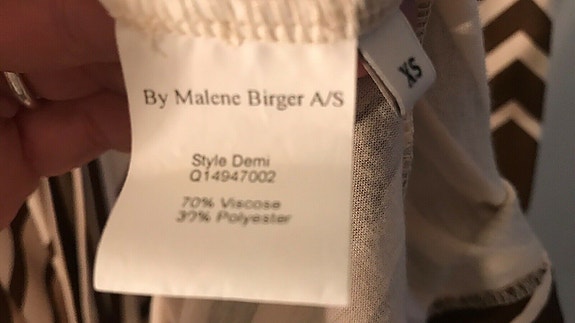 By Malene Birger A/S
XS
Style Demi
Q14947002
70% Viscose
30% Polyester